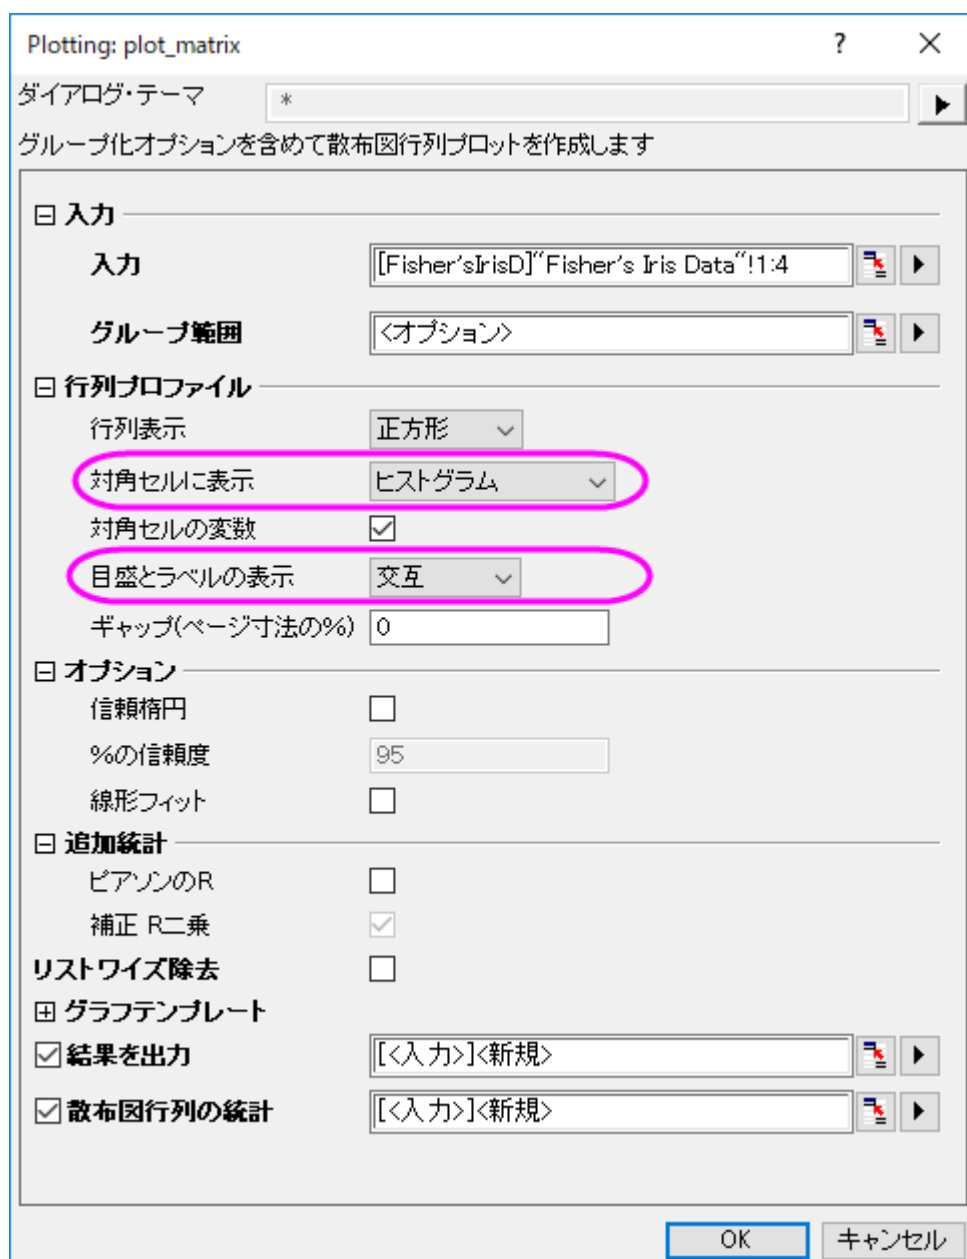 Plotting: plot_matrix ? ×
ダイアログ・テーマ *
グループ化オプションを含めて散布図行列プロットを作成します
入力
入力 [Fisher'sIrisD]"Fisher's Iris Data"!1:4
グループ範囲 <オプション>
行列プロファイル
行列表示 正方形
対角セルに表示 ヒストグラム
対角セルの変数
目盛とラベルの表示 交互
ギャップ(ページ寸法の%) 0
オプション
信頼楕円
%の信頼度 95
線形フィット
追加統計
ピアソンのR
補正 R二乗
リストワイズ除去
グラフテンプレート
結果を出力 [<入力>]<新規>
散布図行列の統計 [<入力>]<新規>
OK キャンセル